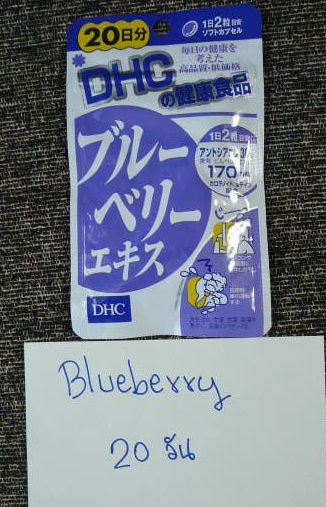 20日分
1日2粒目安
ソフトカプセル
毎日の健康を
考えた
高品質・低価格
DHC
の健康食品
ブルー
ベリー
エキス
1日2粒目安
170
DHC
Blueberry
20 วัน